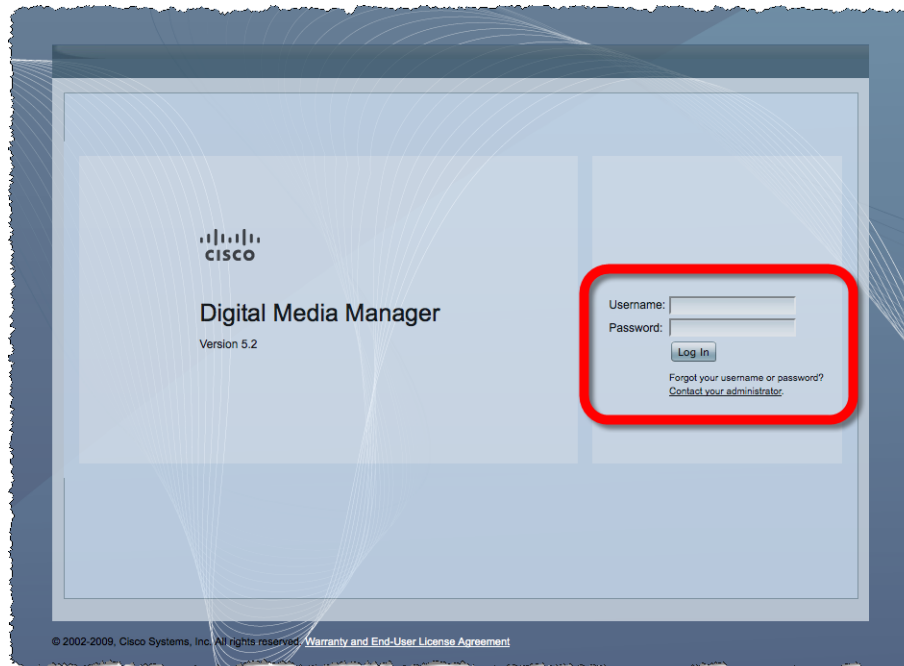 CISCO
Digital Media Manager
Version 5.2
Username:
Password:
Log In
Forgot your username or password?
Contact your administrator.
© 2002-2009, Cisco Systems, Inc. All rights reserved. Warranty and End-User License Agreement